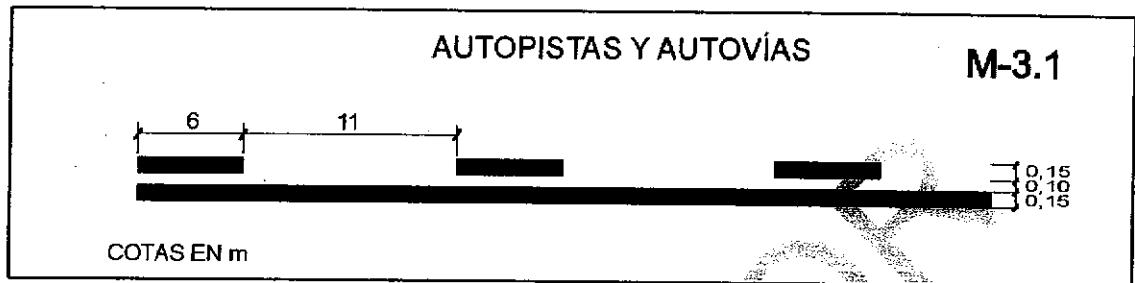 AUTOPISTAS Y AUTOVÍAS
M-3.1
6
11
0,15
0,10
0,15
COTAS EN m